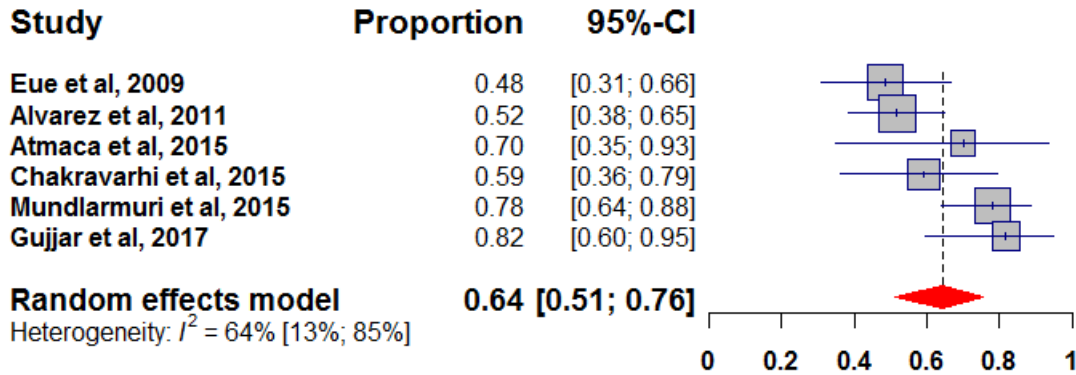 Study Proportion 95%-CI
Eue et al, 2009 0.48 [0.31; 0.66]
Alvarez et al, 2011 0.52 [0.38; 0.65]
Atmaca et al, 2015 0.70 [0.35; 0.93]
Chakravarhi et al, 2015 0.59 [0.36; 0.79]
Mundlarmuri et al, 2015 0.78 [0.64; 0.88]
Gujjar et al, 2017 0.82 [0.60; 0.95]
Random effects model 0.64 [0.51; 0.76]
Heterogeneity: I² = 64% [13%; 85%]
0 0.2 0.4 0.6 0.8 1